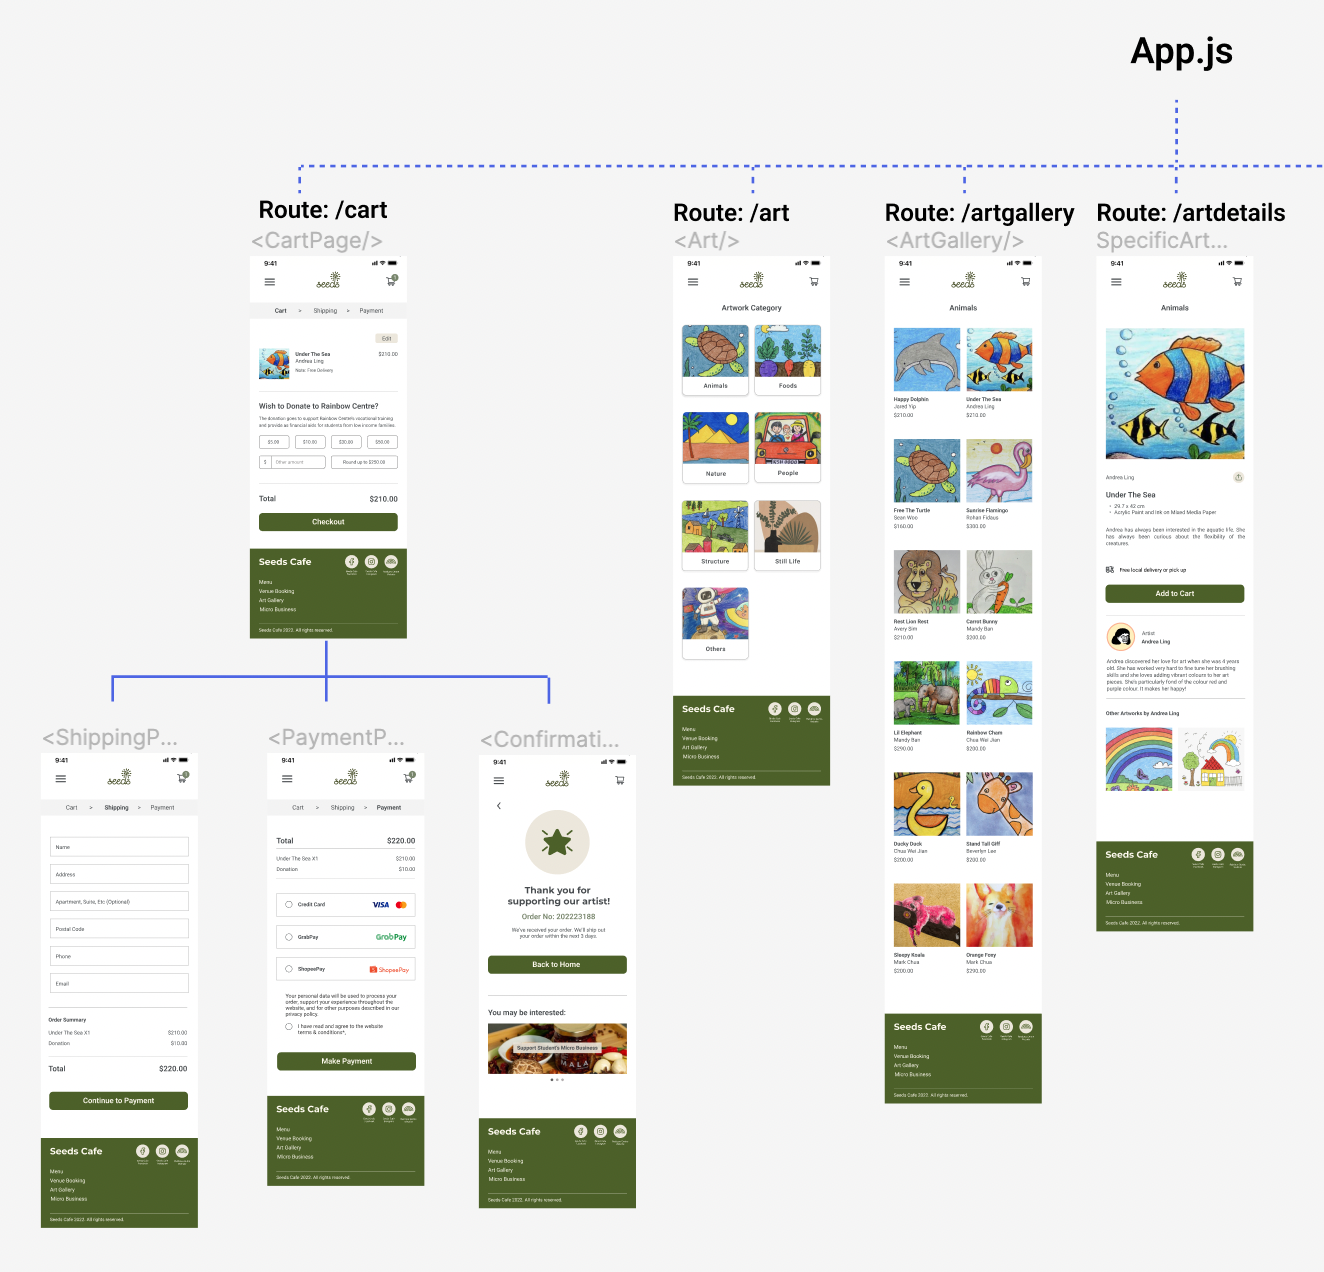 App.js
Route: /cart
<CartPage/>
9:41
seeds
1
Cart > Shipping > Payment
Edit
Under The Sea $210.00
Andrea Ling
Note: Free Delivery
Wish to Donate to Rainbow Centre?
The donation goes to support Rainbow Centre's vocational training
and provide as financial aids for students from low income families.
$5.00 $10.00 $20.00 $50.00
$ Other amount Round up to $250.00
Total $210.00
Checkout
Seeds Cafe
Menu
Venue Booking
Art Gallery
Micro Business
Seeds Cafe 2022. All rights reserved.
Route: /art
<Art/>
9:41
seeds
Artwork Category
Animals Foods
Nature People
Structure Still Life
Others
Seeds Cafe
Menu
Venue Booking
Art Gallery
Micro Business
Seeds Cafe 2022. All rights reserved.
Route: /artgallery
<ArtGallery/>
9:41
seeds
Animals
Happy Dolphin Under The Sea
Jared Yip Andrea Ling
$210.00 $210.00
Free The Turtle Sunrise Flamingo
Sean Woo Rohan Fidaus
$160.00 $380.00
Rest Lion Rest Carrot Bunny
Avery Sim Mandy Ban
$210.00 $200.00
Lil Elephant Rainbow Cham
Mandy Ban Chua Wei Jian
$290.00 $200.00
Ducky Duck Stand Tall Giff
Chua Wei Jian Beverlyn Lee
$200.00 $200.00
Sleepy Koala Orange Foxy
Mark Chua Mark Chua
$200.00 $290.00
Seeds Cafe
Menu
Venue Booking
Art Gallery
Micro Business
Seeds Cafe 2022. All rights reserved.
Route: /artdetails
SpecificArt...
9:41
seeds
Animals
Andrea Ling
Under The Sea
• 29.7 x 42 cm
• Acrylic Paint and Ink on Mixed Media Paper
Andrea has always been interested in the aquatic life. She
has always been curious about the flexibility of the
creatures.
Free local delivery or pick-up
Add to Cart
Artist
Andrea Ling
Andrea discovered her love for art when she was 4 years
old. She has worked very hard to fine tune her brushing
skills and she loves adding vibrant colours to her art
pieces. She's particularly fond of the colour red and
purple colour. It makes her happy!
Other Artworks by Andrea Ling
Seeds Cafe
Menu
Venue Booking
Art Gallery
Micro Business
Seeds Cafe 2022. All rights reserved.
<ShippingP...
9:41
seeds
1
Cart > Shipping > Payment
Name
Address
Apartment, Suite, Etc (Optional)
Postal Code
Phone
Email
Order Summary
Under The Sea X1 $210.00
Donation $10.00
Total $220.00
Continue to Payment
Seeds Cafe
Menu
Venue Booking
Art Gallery
Micro Business
Seeds Cafe 2022. All rights reserved.
<PaymentP...
9:41
seeds
1
Cart > Shipping > Payment
Total $220.00
Under The Sea X1 $210.00
Donation $10.00
Credit Card VISA
GrabPay GrabPay
ShopeePay ShopeePay
Your personal data will be used to process your
order, support your experience throughout the
website, and for other purposes described in our
privacy policy.
I have read and agree to the website
terms & conditions*.
Make Payment
Seeds Cafe
Menu
Venue Booking
Art Gallery
Micro Business
Seeds Cafe 2022. All rights reserved.
<Confirmati...
9:41
seeds
Thank you for
supporting our artist!
Order No: 202223188
We've received your order. We'll ship out
your order within the next 3 days.
Back to Home
You may be interested:
Support Student's Micro Business
MALA
Seeds Cafe
Menu
Venue Booking
Art Gallery
Micro Business
Seeds Cafe 2022. All rights reserved.